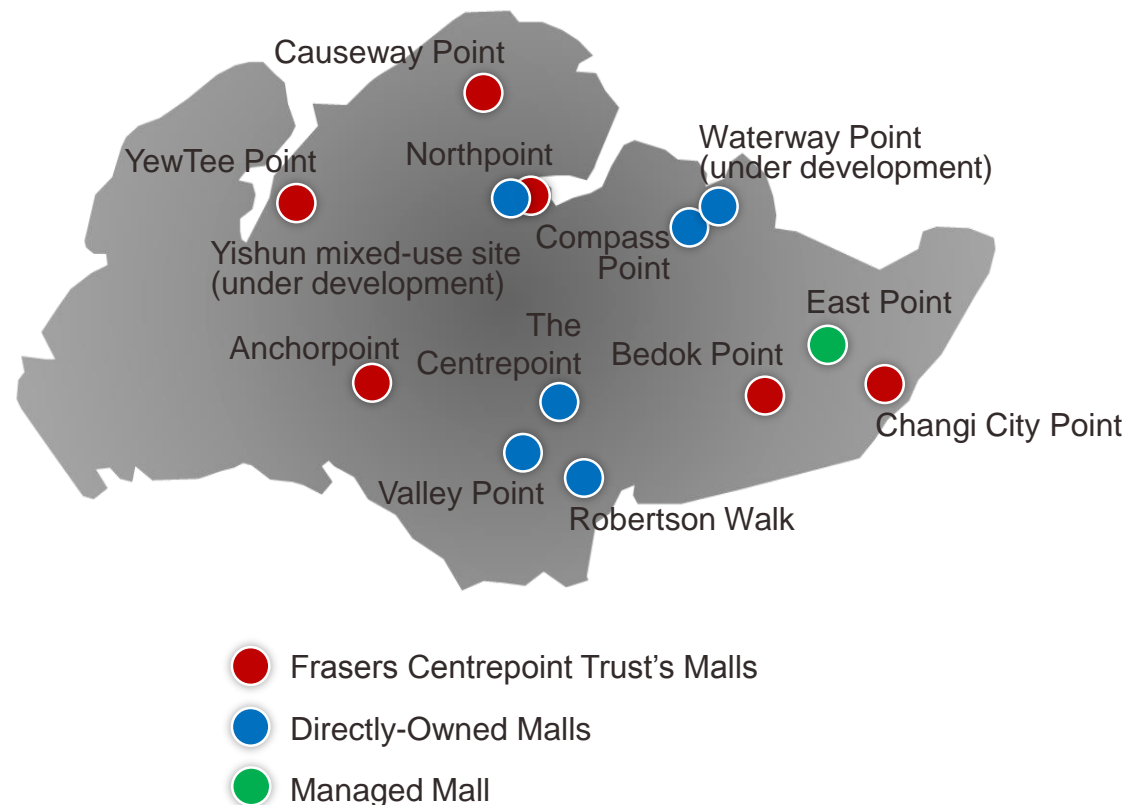 Causeway Point
Waterway Point
(under development)
YewTee Point
Northpoint
Compass
Point
Yishun mixed-use site
(under development)
East Point
The
Centrepoint
Anchorpoint
Bedok Point
Changi City Point
Valley Point
Robertson Walk
Frasers Centrepoint Trust's Malls
Directly-Owned Malls
Managed Mall